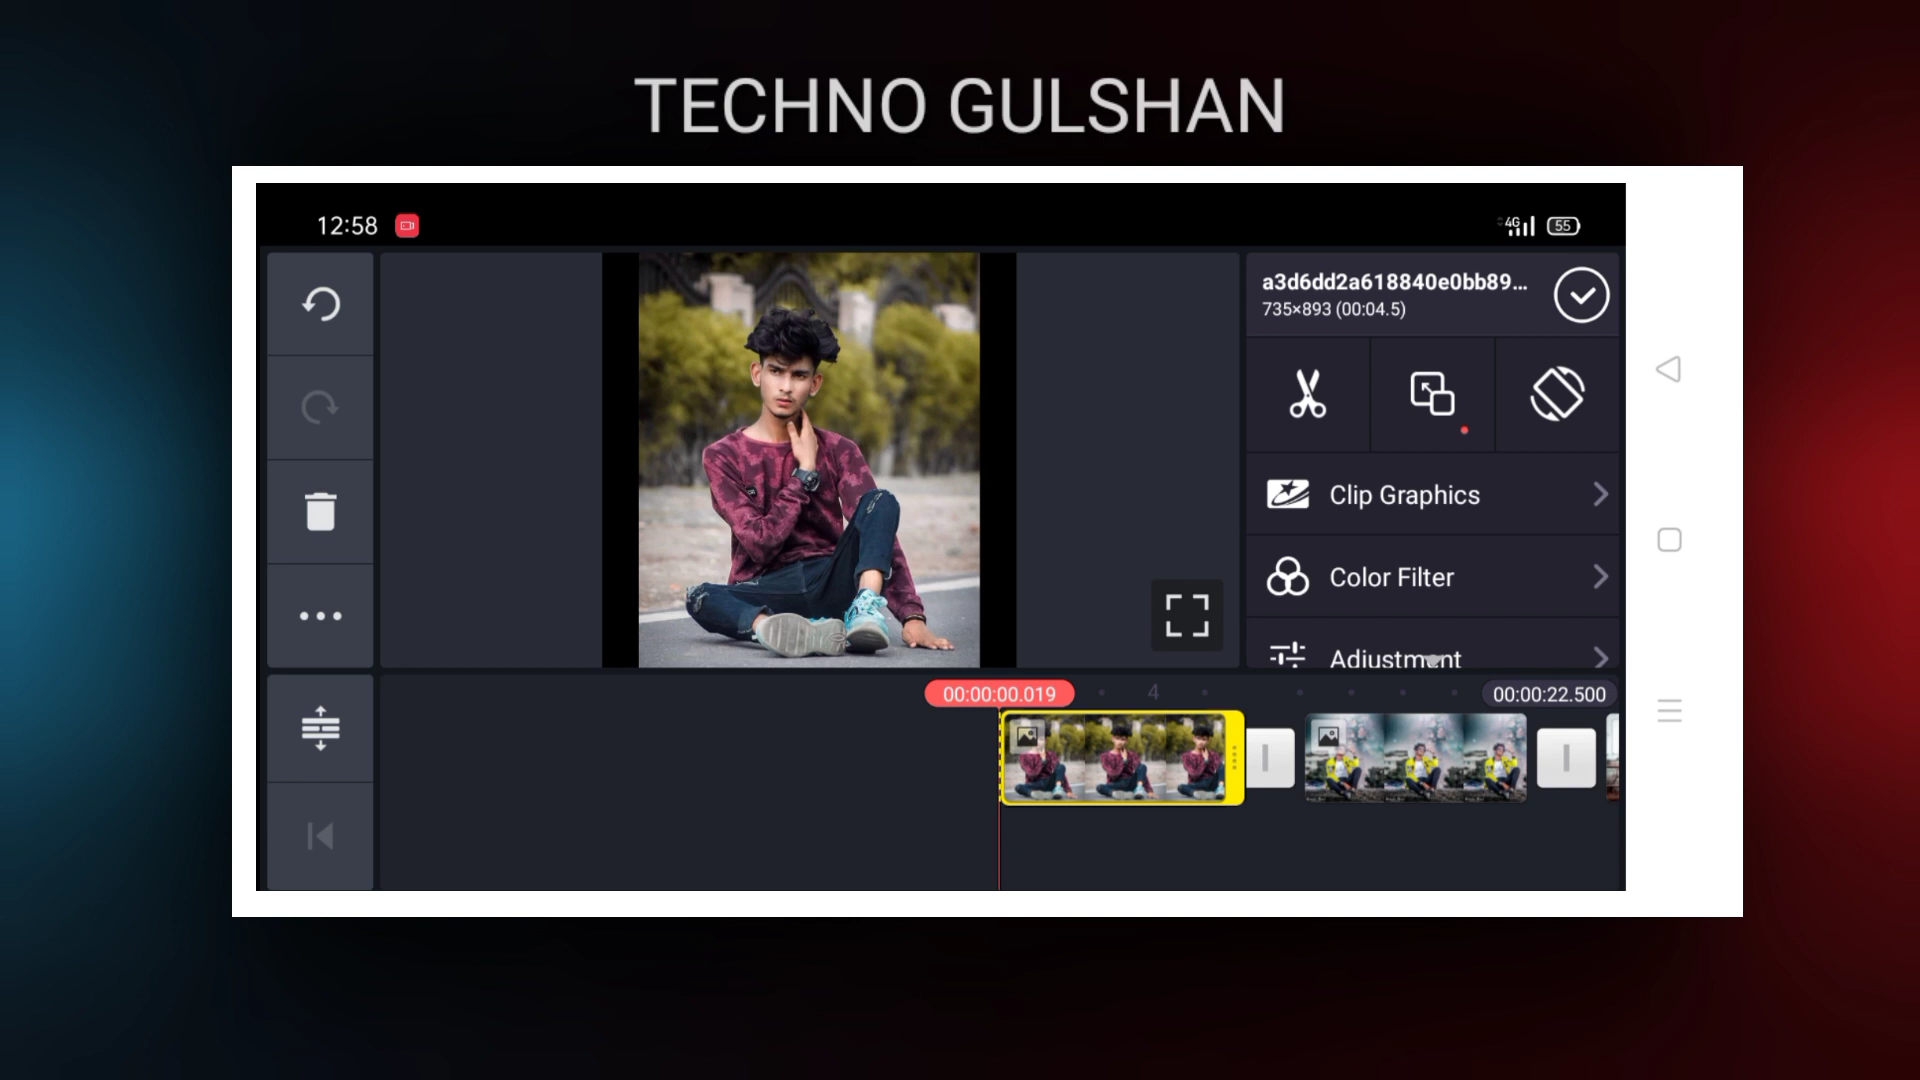 TECHNO GULSHAN
12:58
4G
55
a3d6dd2a618840e0bb89...
735×893 (00:04.5)
Clip Graphics
Color Filter
Adjustment
00:00:00.019
4
00:00:22.500